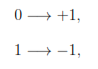 0 ⟶ +1,
1 ⟶ −1,